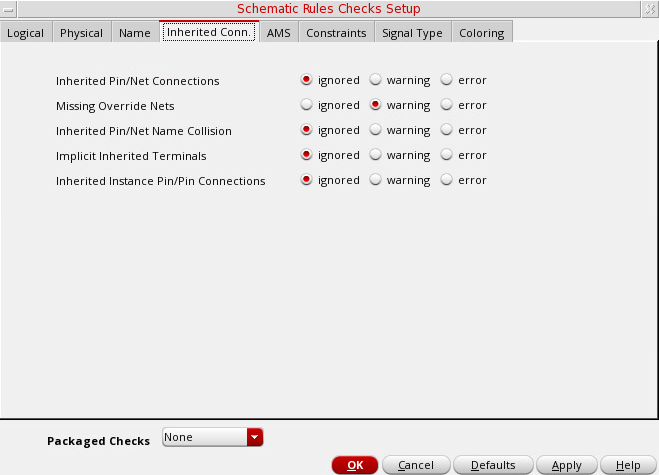 Schematic Rules Checks Setup
Logical Physical Name Inherited Conn. AMS Constraints Signal Type Coloring
Inherited Pin/Net Connections ignored warning error
Missing Override Nets ignored warning error
Inherited Pin/Net Name Collision ignored warning error
Implicit Inherited Terminals ignored warning error
Inherited Instance Pin/Pin Connections ignored warning error
Packaged Checks None
OK Cancel Defaults Apply Help